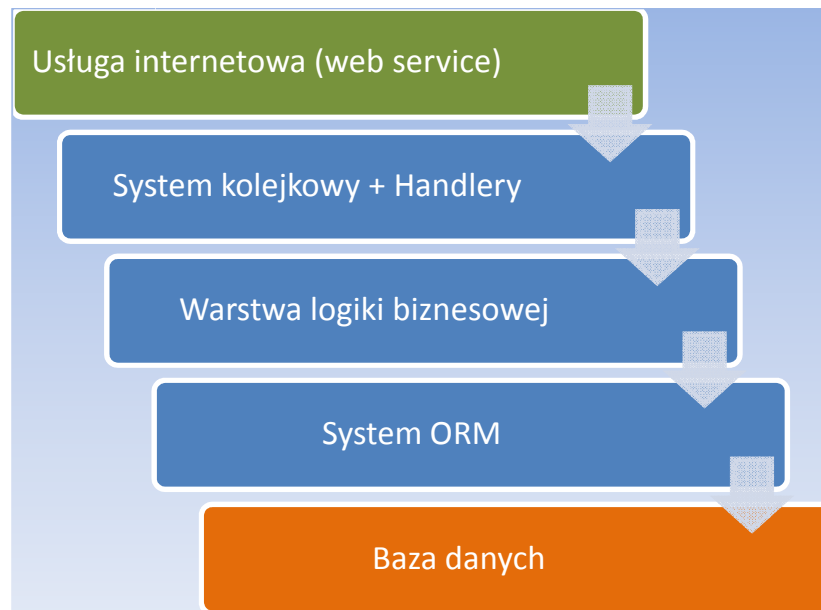 Usługa internetowa (web service)
System kolejkowy + Handlery
Warstwa logiki biznesowej
System ORM
Baza danych